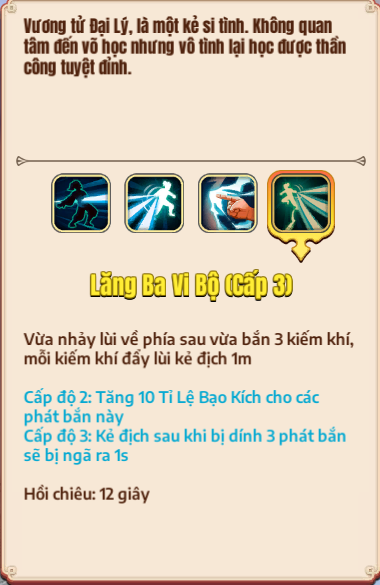 Vương tử Đại Lý, là một kẻ si tình. Không quan
tâm đến võ học nhưng vô tình lại học được thần
công tuyệt đỉnh.
Lăng Ba Vi Bộ (Cấp 3)
Vừa nhảy lùi về phía sau vừa bắn 3 kiếm khí,
mỗi kiếm khí đẩy lùi kẻ địch 1m
Cấp độ 2: Tăng 10 Tỉ Lệ Bạo Kích cho các
phát bắn này
Cấp độ 3: Kẻ địch sau khi bị dính 3 phát bắn
sẽ bị ngã ra 1s
Hồi chiêu: 12 giây